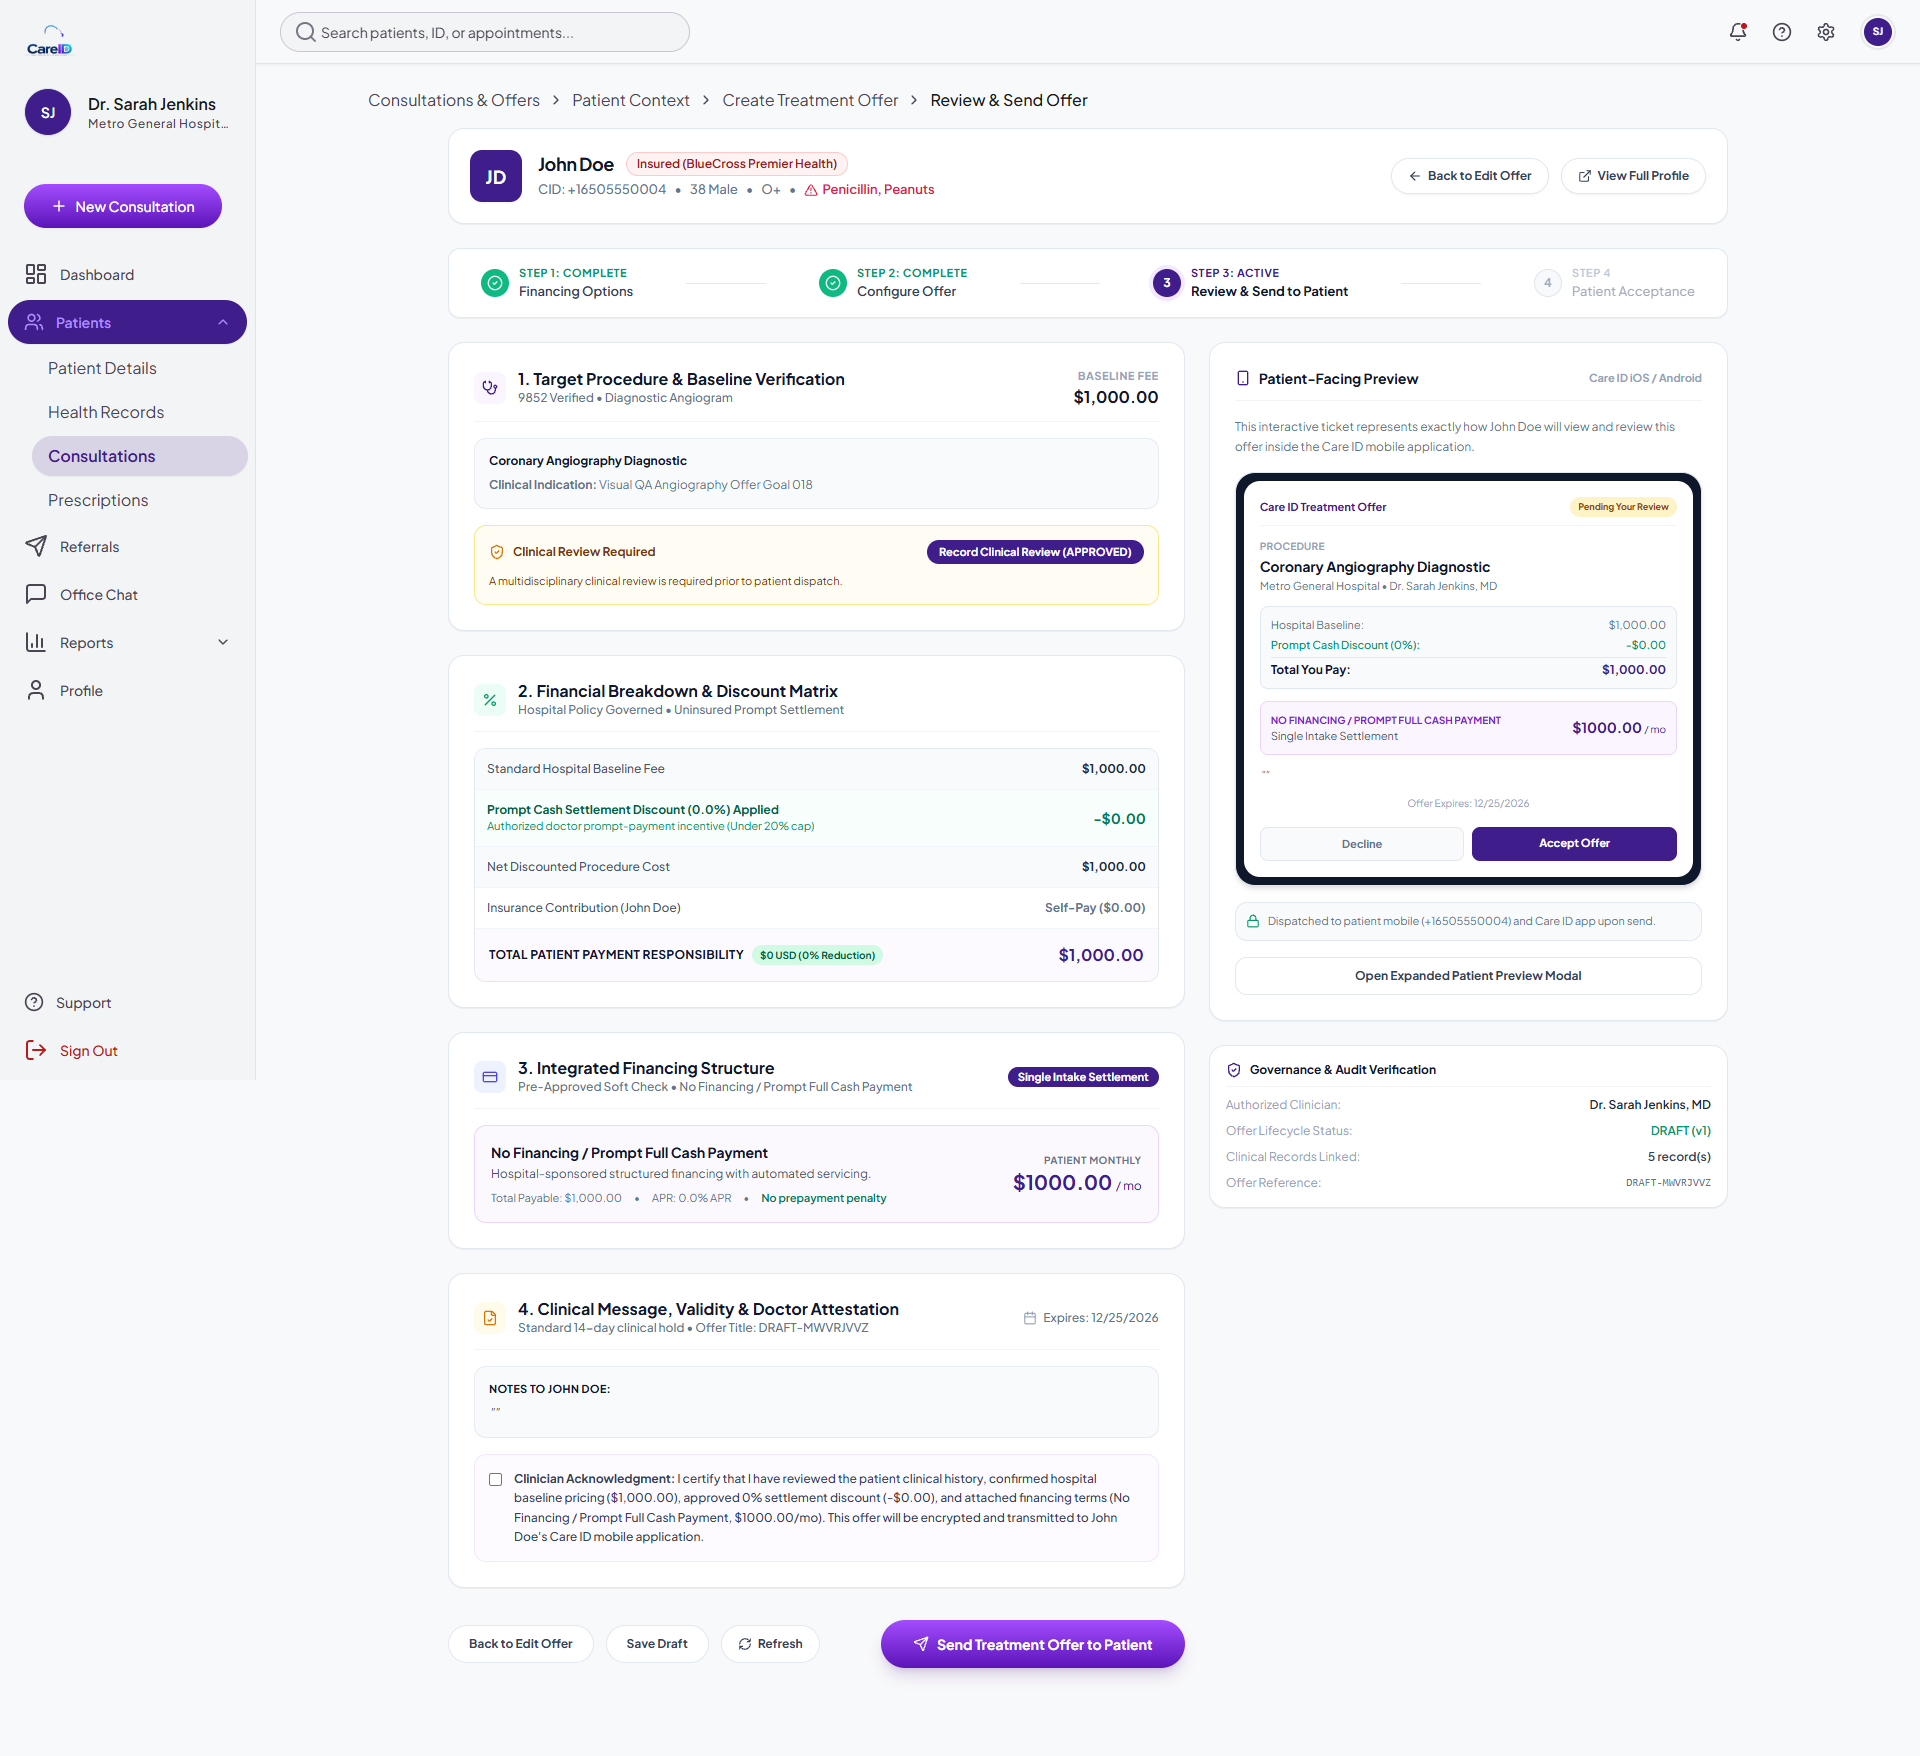 CareID
Search patients, ID, or appointments...
SJ
SJ
Dr. Sarah Jenkins
Metro General Hospit...
New Consultation
Dashboard
Patients
Patient Details
Health Records
Consultations
Prescriptions
Referrals
Office Chat
Reports
Profile
Support
Sign Out
Consultations & Offers > Patient Context > Create Treatment Offer > Review & Send Offer
JD
John Doe Insured (BlueCross Premier Health)
CID: +16505550004 • 38 Male • O+ • Penicillin, Peanuts
Back to Edit Offer
View Full Profile
STEP 1: COMPLETE
Financing Options
STEP 2: COMPLETE
Configure Offer
3
STEP 3: ACTIVE
Review & Send to Patient
4
STEP 4
Patient Acceptance
1. Target Procedure & Baseline Verification
9852 Verified • Diagnostic Angiogram
BASELINE FEE
$1,000.00
Coronary Angiography Diagnostic
Clinical Indication: Visual QA Angiography Offer Goal 018
Clinical Review Required
Record Clinical Review (APPROVED)
A multidisciplinary clinical review is required prior to patient dispatch.
2. Financial Breakdown & Discount Matrix
Hospital Policy Governed • Uninsured Prompt Settlement
Standard Hospital Baseline Fee $1,000.00
Prompt Cash Settlement Discount (0.0%) Applied
Authorized doctor prompt-payment incentive (Under 20% cap)
-$0.00
Net Discounted Procedure Cost $1,000.00
Insurance Contribution (John Doe) Self-Pay ($0.00)
TOTAL PATIENT PAYMENT RESPONSIBILITY $0 USD (0% Reduction) $1,000.00
3. Integrated Financing Structure
Pre-Approved Soft Check • No Financing / Prompt Full Cash Payment
Single Intake Settlement
No Financing / Prompt Full Cash Payment
Hospital-sponsored structured financing with automated servicing.
Total Payable: $1,000.00 • APR: 0.0% APR • No prepayment penalty
PATIENT MONTHLY
$1000.00 / mo
4. Clinical Message, Validity & Doctor Attestation
Standard 14-day clinical hold • Offer Title: DRAFT-MWVRJVVZ
Expires: 12/25/2026
NOTES TO JOHN DOE:
""
Clinician Acknowledgment: I certify that I have reviewed the patient clinical history, confirmed hospital
baseline pricing ($1,000.00), approved 0% settlement discount (-$0.00), and attached financing terms (No
Financing / Prompt Full Cash Payment, $1000.00/mo). This offer will be encrypted and transmitted to John
Doe's Care ID mobile application.
Back to Edit Offer
Save Draft
Refresh
Send Treatment Offer to Patient
Patient-Facing Preview
Care ID iOS / Android
This interactive ticket represents exactly how John Doe will view and review this
offer inside the Care ID mobile application.
Care ID Treatment Offer
Pending Your Review
PROCEDURE
Coronary Angiography Diagnostic
Metro General Hospital • Dr. Sarah Jenkins, MD
Hospital Baseline: $1,000.00
Prompt Cash Discount (0%): -$0.00
Total You Pay: $1,000.00
NO FINANCING / PROMPT FULL CASH PAYMENT
Single Intake Settlement
$1000.00 / mo
""
Offer Expires: 12/25/2026
Decline
Accept Offer
Dispatched to patient mobile (+16505550004) and Care ID app upon send.
Open Expanded Patient Preview Modal
Governance & Audit Verification
Authorized Clinician: Dr. Sarah Jenkins, MD
Offer Lifecycle Status: DRAFT (v1)
Clinical Records Linked: 5 record(s)
Offer Reference: DRAFT-MWVRJVVZ